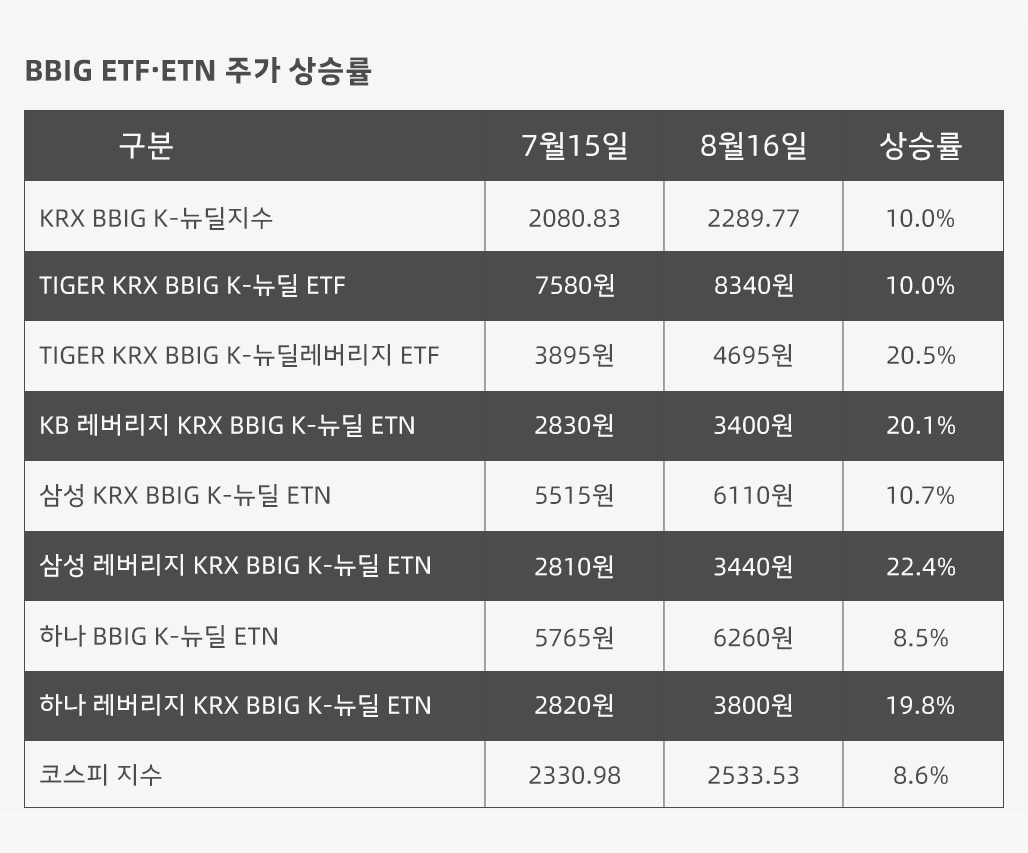 BBIG ETF·ETN 주가 상승률
구분 7월15일 8월16일 상승률
KRX BBIG K-뉴딜지수 2080.83 2289.77 10.0%
TIGER KRX BBIG K-뉴딜 ETF 7580원 8340원 10.0%
TIGER KRX BBIG K-뉴딜레버리지 ETF 3895원 4695원 20.5%
KB 레버리지 KRX BBIG K-뉴딜 ETN 2830원 3400원 20.1%
삼성 KRX BBIG K-뉴딜 ETN 5515원 6110원 10.7%
삼성 레버리지 KRX BBIG K-뉴딜 ETN 2810원 3440원 22.4%
하나 BBIG K-뉴딜 ETN 5765원 6260원 8.5%
하나 레버리지 KRX BBIG K-뉴딜 ETN 2820원 3800원 19.8%
코스피 지수 2330.98 2533.53 8.6%